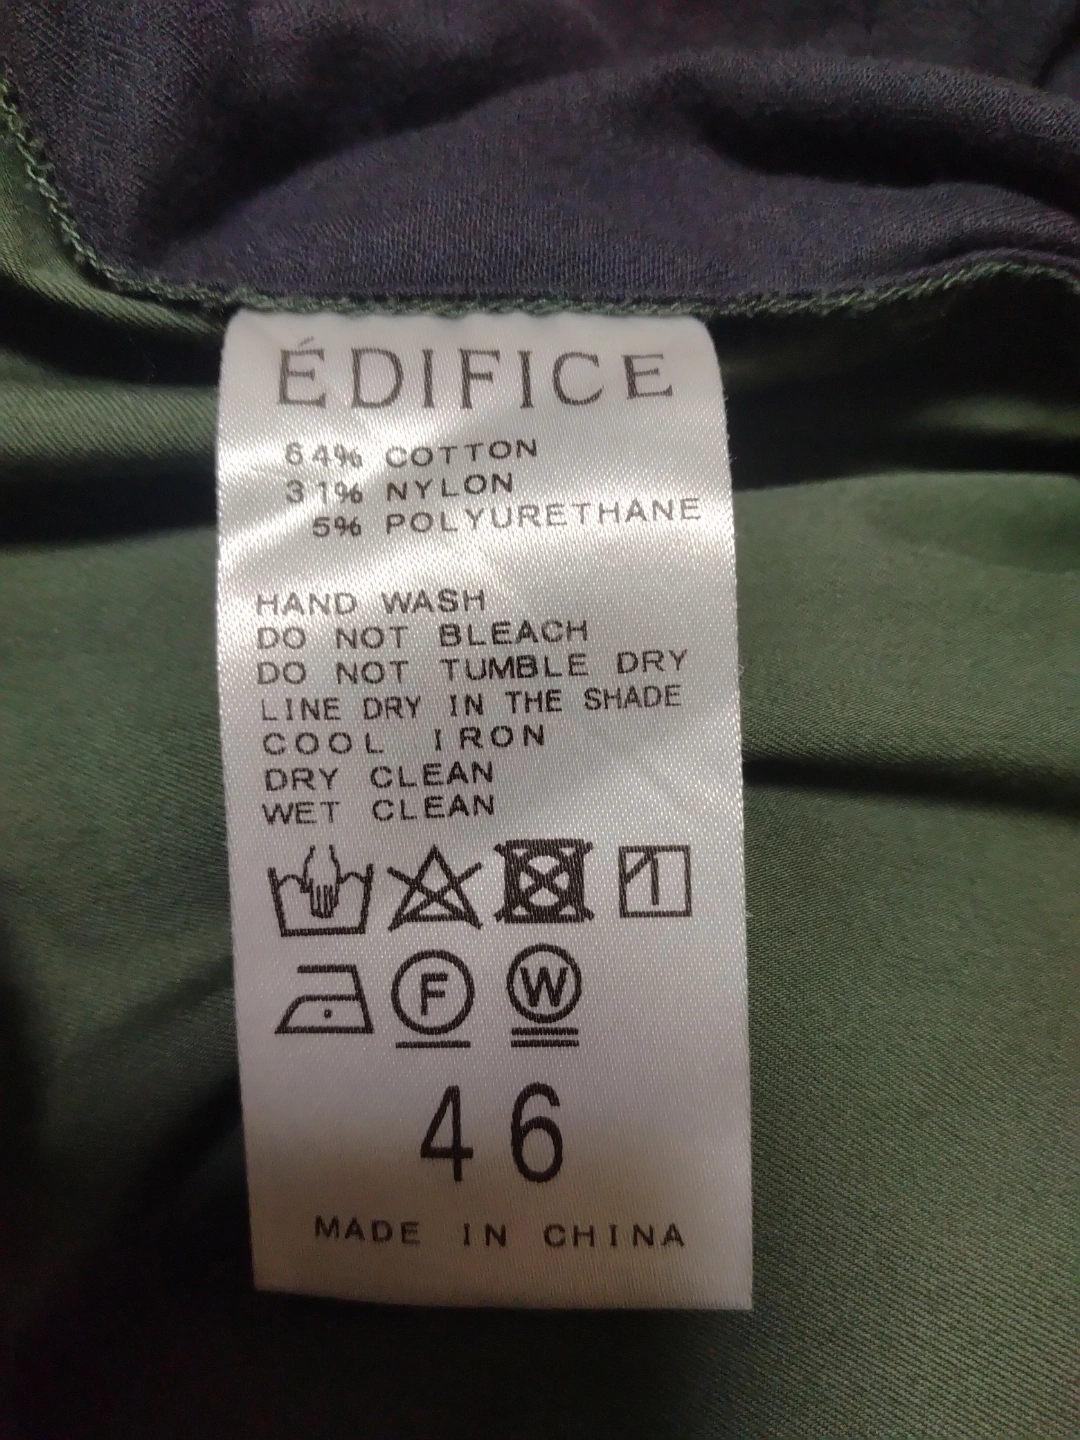 ÉDIFICE
64% COTTON
31% NYLON
5% POLYURETHANE
HAND WASH
DO NOT BLEACH
DO NOT TUMBLE DRY
LINE DRY IN THE SHADE
COOL IRON
DRY CLEAN
WET CLEAN
F W
46
MADE IN CHINA